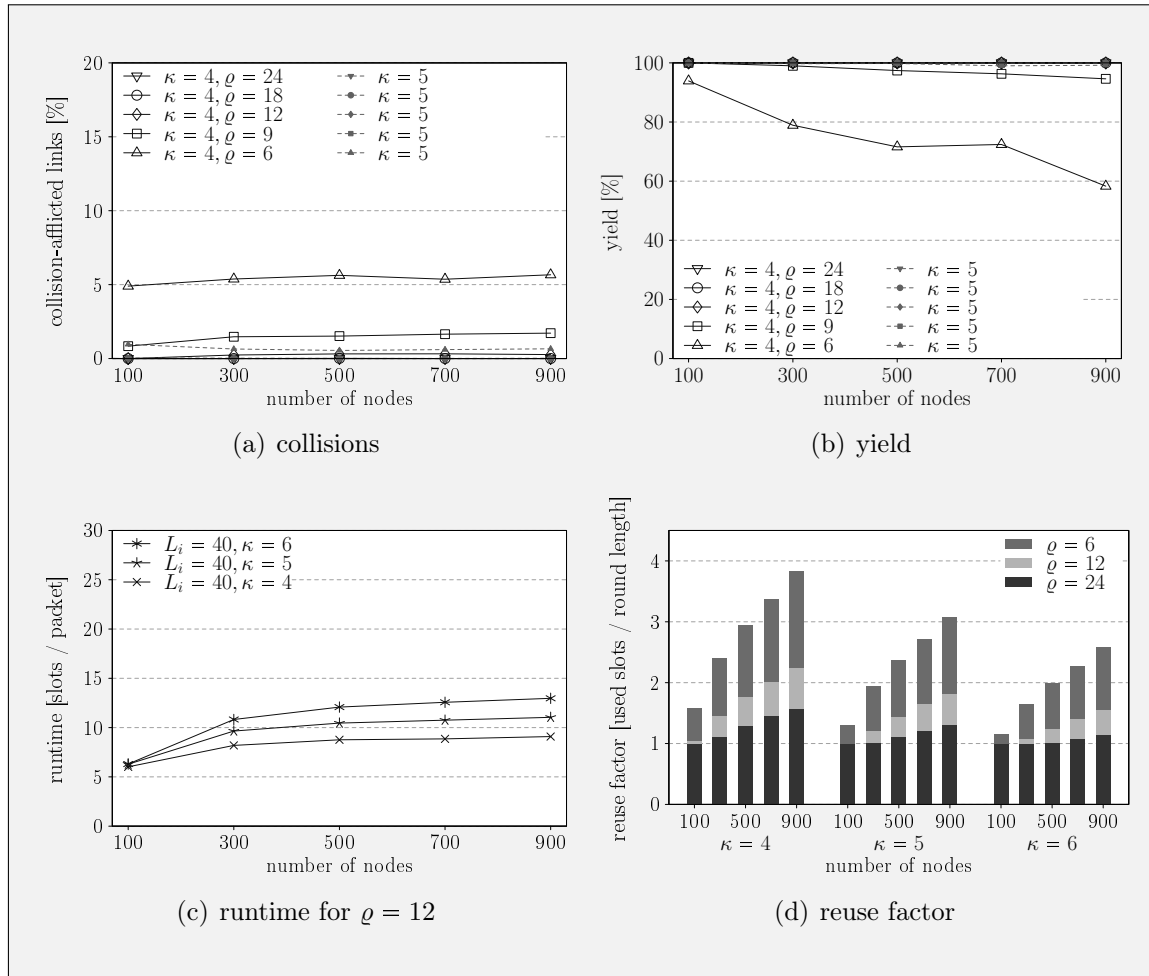 collision-afflicted links [%]
20
15
10
5
0
κ = 4, ϱ = 24
κ = 4, ϱ = 18
κ = 4, ϱ = 12
κ = 4, ϱ = 9
κ = 4, ϱ = 6
κ = 5
κ = 5
κ = 5
κ = 5
κ = 5
100 300 500 700 900
number of nodes
(a) collisions
yield [%]
100
80
60
40
20
0
κ = 4, ϱ = 24
κ = 4, ϱ = 18
κ = 4, ϱ = 12
κ = 4, ϱ = 9
κ = 4, ϱ = 6
κ = 5
κ = 5
κ = 5
κ = 5
κ = 5
100 300 500 700 900
number of nodes
(b) yield
runtime [slots / packet]
30
25
20
15
10
5
0
L_i = 40, κ = 6
L_i = 40, κ = 5
L_i = 40, κ = 4
100 300 500 700 900
number of nodes
(c) runtime for ϱ = 12
reuse factor [used slots / round length]
4
3
2
1
0
ϱ = 6
ϱ = 12
ϱ = 24
100 500 900 100 500 900 100 500 900
κ = 4 κ = 5 κ = 6
number of nodes
(d) reuse factor